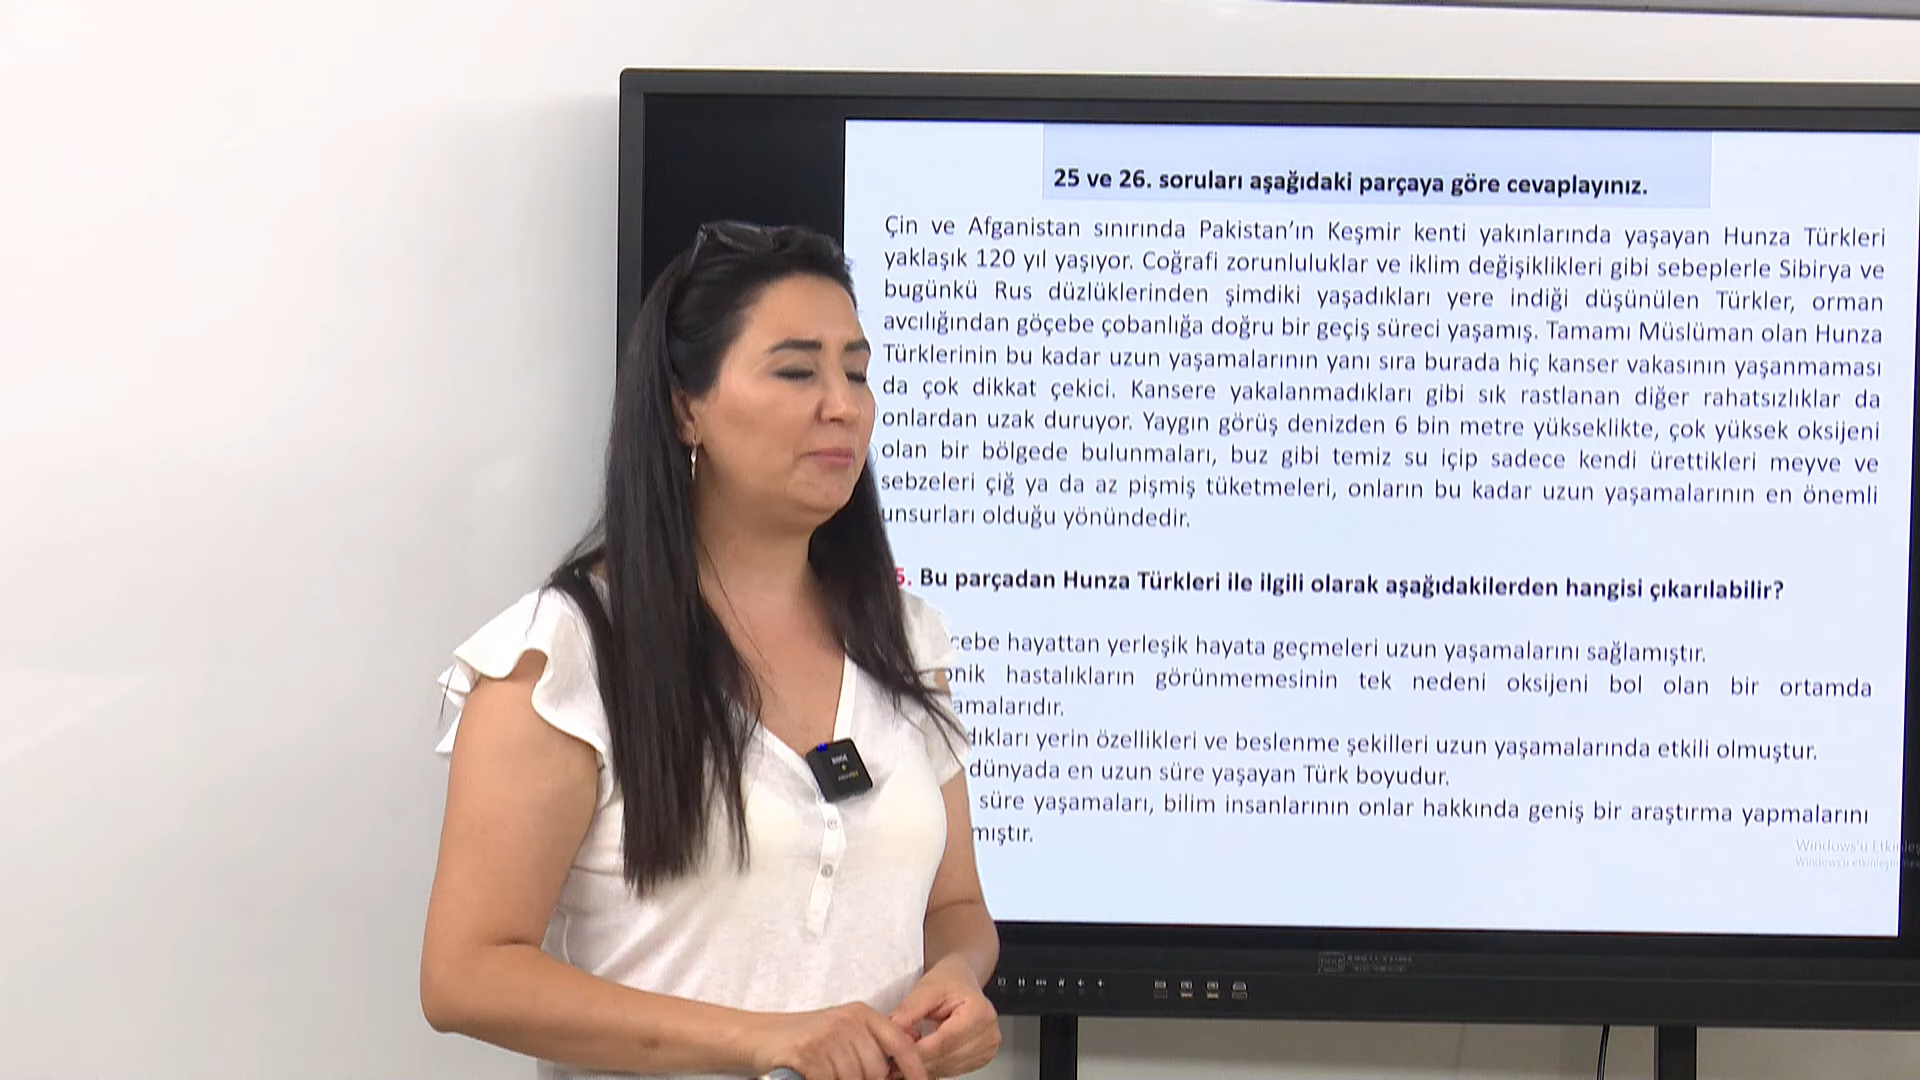 25 ve 26. soruları aşağıdaki parçaya göre cevaplayınız.
Çin ve Afganistan sınırında Pakistan’ın Keşmir kenti yakınlarında yaşayan Hunza Türkleri
yaklaşık 120 yıl yaşıyor. Coğrafi zorunluluklar ve iklim değişiklikleri gibi sebeplerle Sibirya ve
bugünkü Rus düzlüklerinden şimdiki yaşadıkları yere indiği düşünülen Türkler, orman
avcılığından göçebe çobanlığa doğru bir geçiş süreci yaşamış. Tamamı Müslüman olan Hunza
Türklerinin bu kadar uzun yaşamalarının yanı sıra burada hiç kanser vakasının yaşanmaması
da çok dikkat çekici. Kansere yakalanmadıkları gibi sık rastlanan diğer rahatsızlıklar da
onlardan uzak duruyor. Yaygın görüş denizden 6 bin metre yükseklikte, çok yüksek oksijeni
olan bir bölgede bulunmaları, buz gibi temiz su içip sadece kendi ürettikleri meyve ve
sebzeleri çiğ ya da az pişmiş tüketmeleri, onların bu kadar uzun yaşamalarının en önemli
unsurları olduğu yönündedir.
5. Bu parçadan Hunza Türkleri ile ilgili olarak aşağıdakilerden hangisi çıkarılabilir?
cebe hayattan yerleşik hayata geçmeleri uzun yaşamalarını sağlamıştır.
onik hastalıkların görünmemesinin tek nedeni oksijeni bol olan bir ortamda
amalarıdır.
dıkları yerin özellikleri ve beslenme şekilleri uzun yaşamalarında etkili olmuştur.
dünyada en uzun süre yaşayan Türk boyudur.
süre yaşamaları, bilim insanlarının onlar hakkında geniş bir araştırma yapmalarını
mıştır.
Windows'u Etkinleş